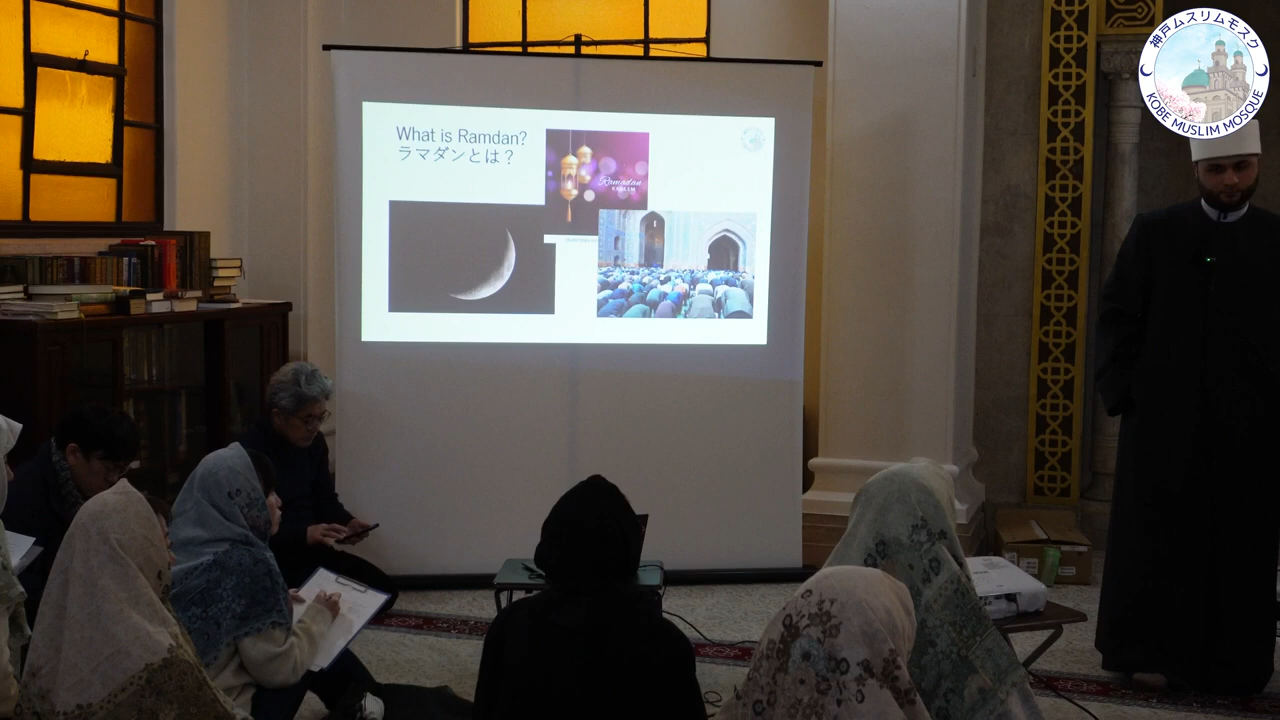 What is Ramdan?
ラマダンとは？
Ramadan
KAREEM
神戸ムスリムモスク
KOBE MUSLIM MOSQUE